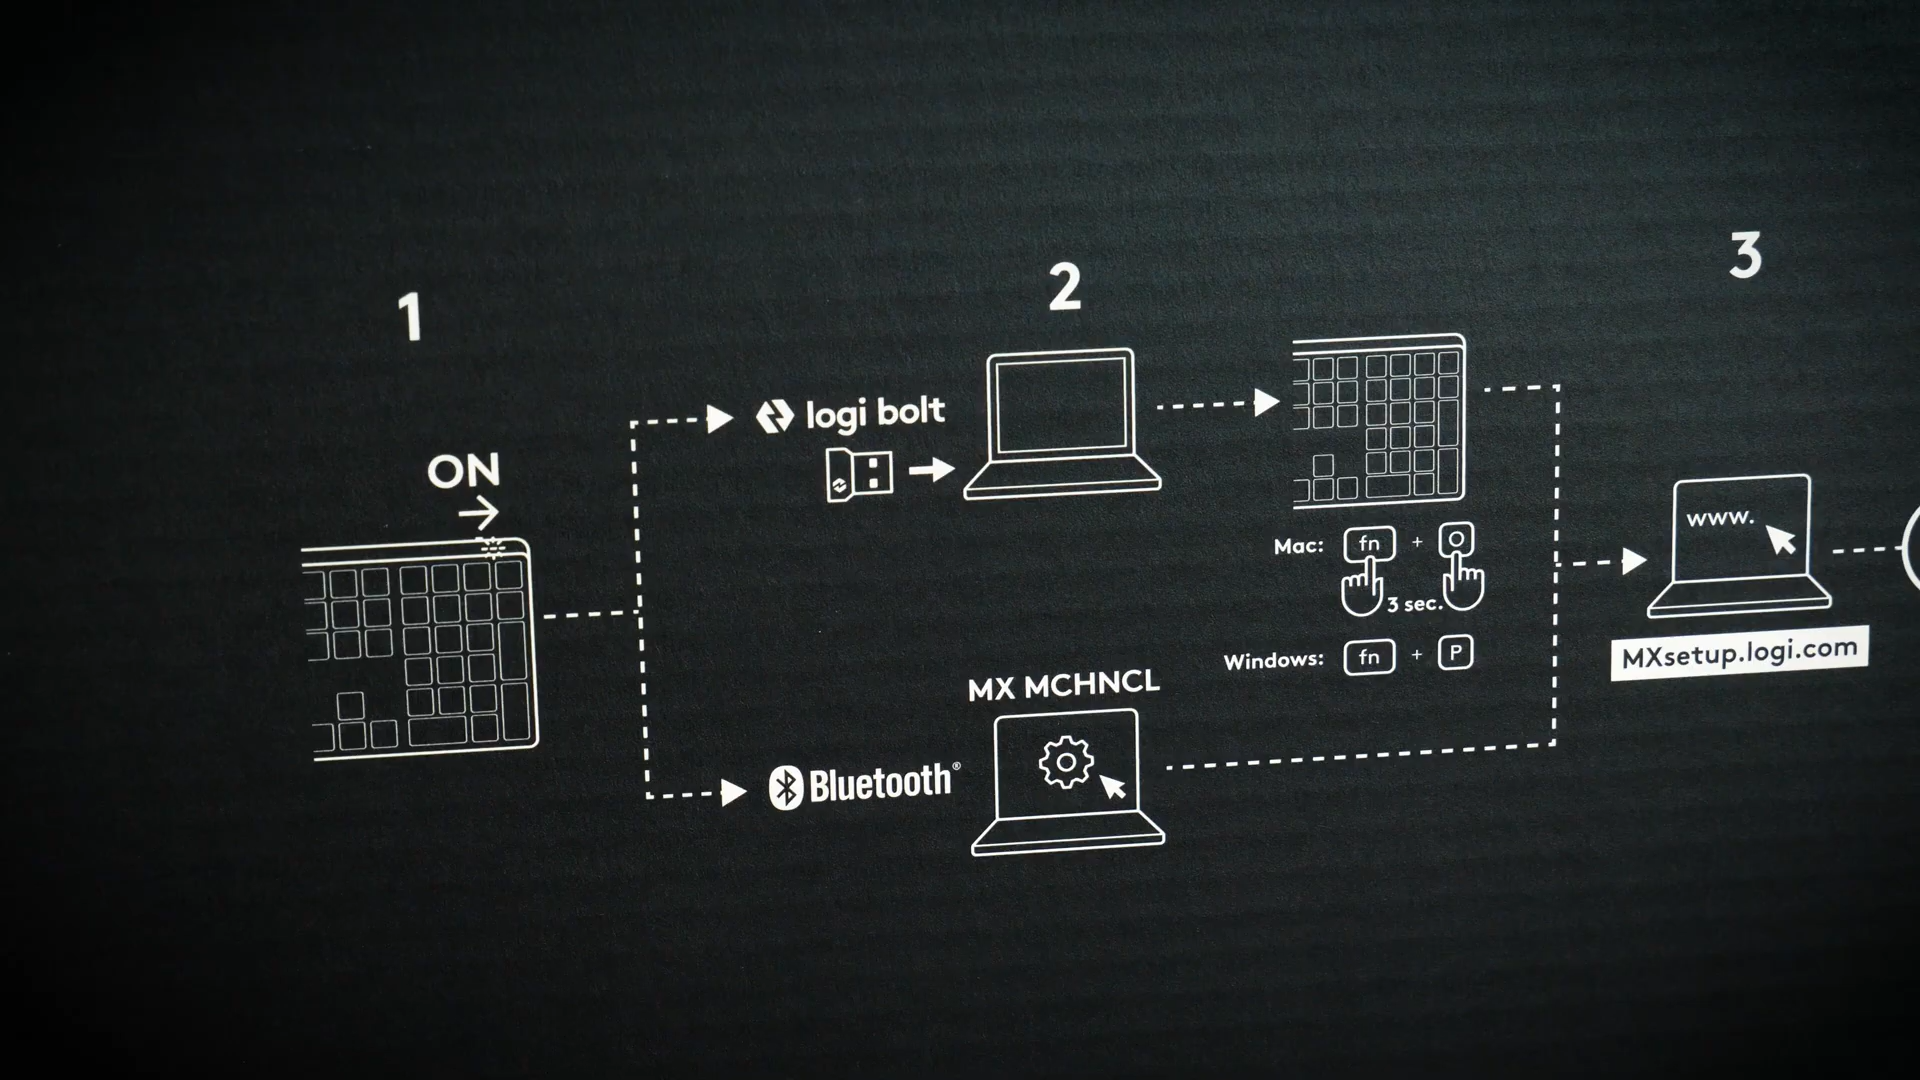 1
ON
2
logi bolt
Mac: fn + O
3 sec.
Windows: fn + P
MX MCHNCL
Bluetooth®
3
www.
MXsetup.logi.com